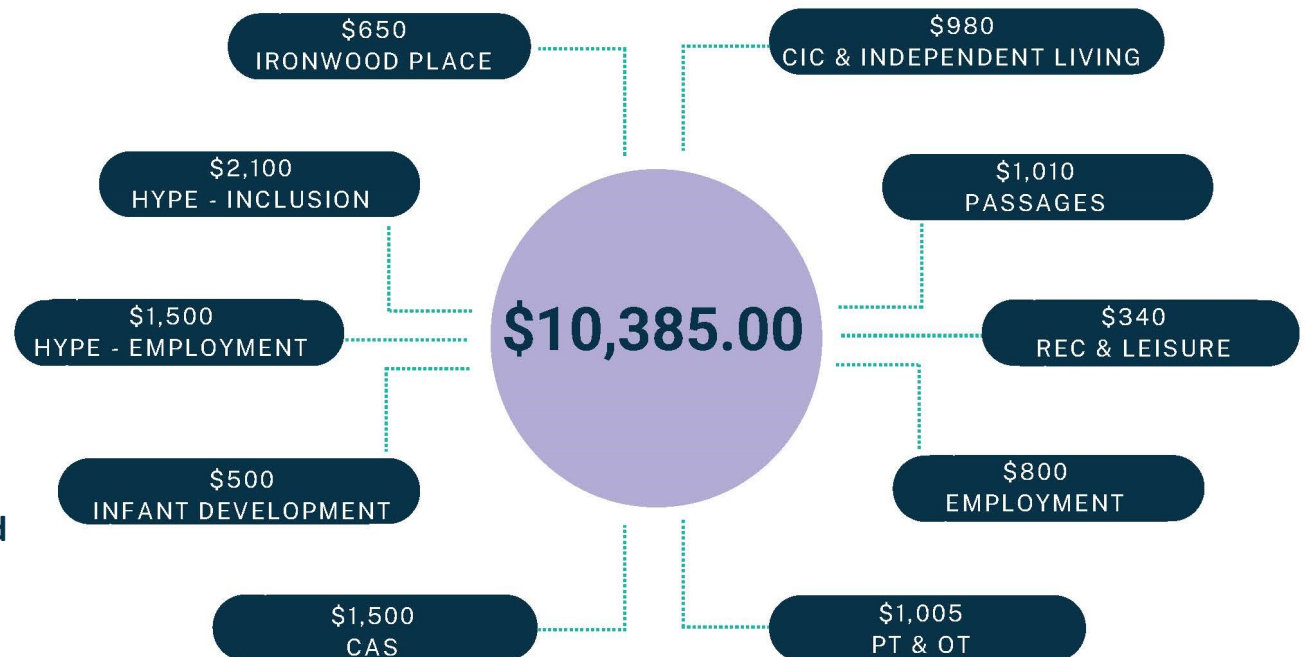 $650
IRONWOOD PLACE
$980
CIC & INDEPENDENT LIVING
$2,100
HYPE - INCLUSION
$1,010
PASSAGES
$1,500
HYPE - EMPLOYMENT
$10,385.00
$340
REC & LEISURE
$500
INFANT DEVELOPMENT
$800
EMPLOYMENT
$1,500
CAS
$1,005
PT & OT